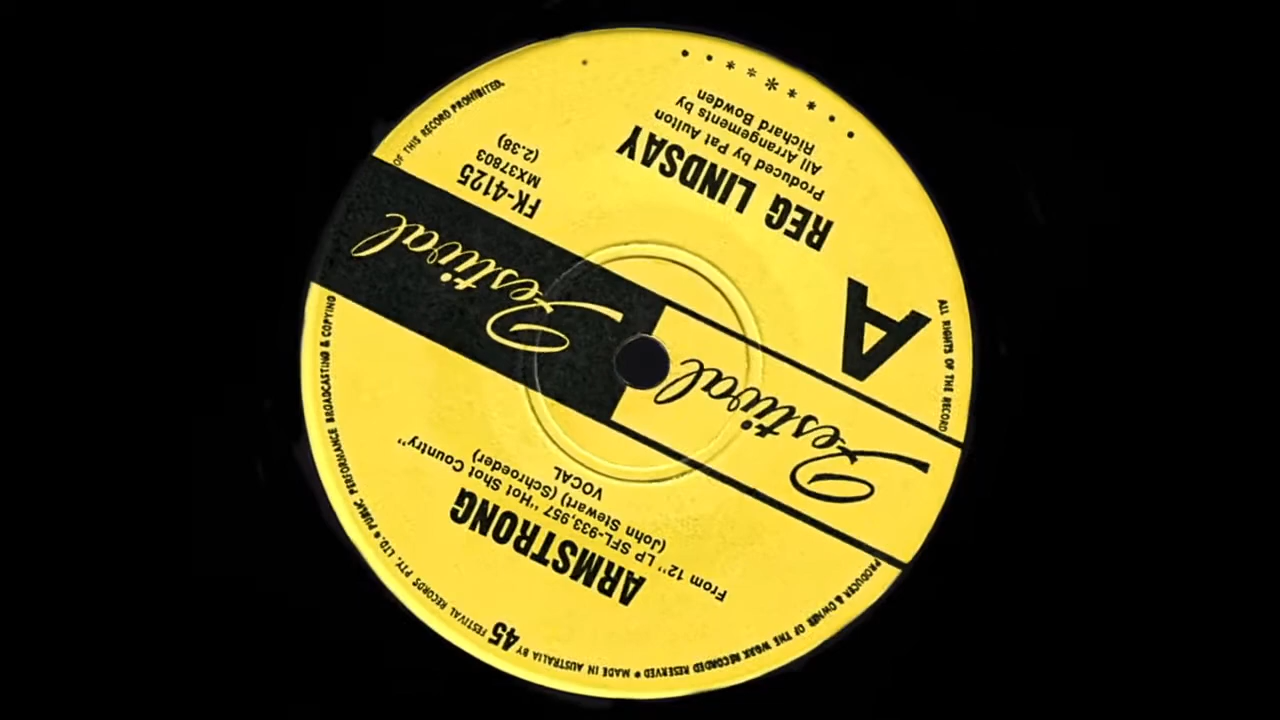 ALL RIGHTS OF THE RECORD PRODUCER & OWNER OF THE WORK RECORDED RESERVED * MADE IN AUSTRALIA BY FESTIVAL RECORDS PTY. LTD. * PUBLIC PERFORMANCE BROADCASTING & COPYING OF THIS RECORD PROHIBITED.
45
ARMSTRONG
From 12" LP SFL-933,957 "Hot Shot Country"
(John Stewart) (Schroeder)
VOCAL
Festival Festival
A
FK-4125
MX37803
(2.38)
REG LINDSAY
Produced by Pat Aulton
All Arrangements by
Richard Bowden